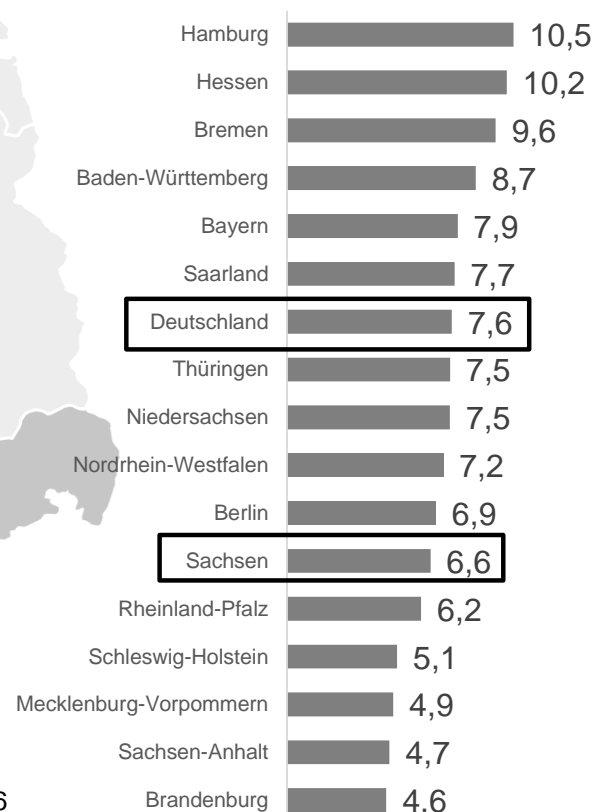 Hamburg 10,5
Hessen 10,2
Bremen 9,6
Baden-Württemberg 8,7
Bayern 7,9
Saarland 7,7
Deutschland 7,6
Thüringen 7,5
Niedersachsen 7,5
Nordrhein-Westfalen 7,2
Berlin 6,9
Sachsen 6,6
Rheinland-Pfalz 6,2
Schleswig-Holstein 5,1
Mecklenburg-Vorpommern 4,9
Sachsen-Anhalt 4,7
6 Brandenburg 4,6